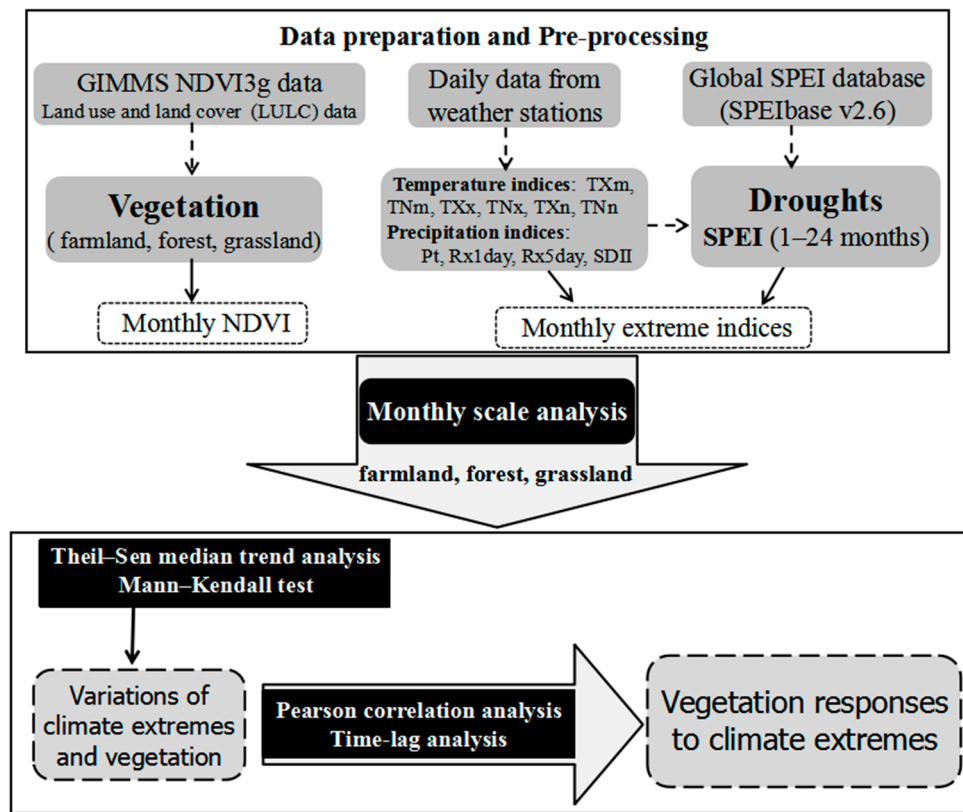 Data preparation and Pre-processing
GIMMS NDVI3g data
Land use and land cover (LULC) data
Daily data from
weather stations
Global SPEI database
(SPEIbase v2.6)
Vegetation
( farmland, forest, grassland)
Temperature indices: TXm,
TNm, TXx, TNx, TXn, TNn
Precipitation indices:
Pt, Rx1day, Rx5day, SDII
Droughts
SPEI (1–24 months)
Monthly NDVI
Monthly extreme indices
Monthly scale analysis
farmland, forest, grassland
Theil–Sen median trend analysis
Mann–Kendall test
Variations of
climate extremes
and vegetation
Pearson correlation analysis
Time-lag analysis
Vegetation responses
to climate extremes